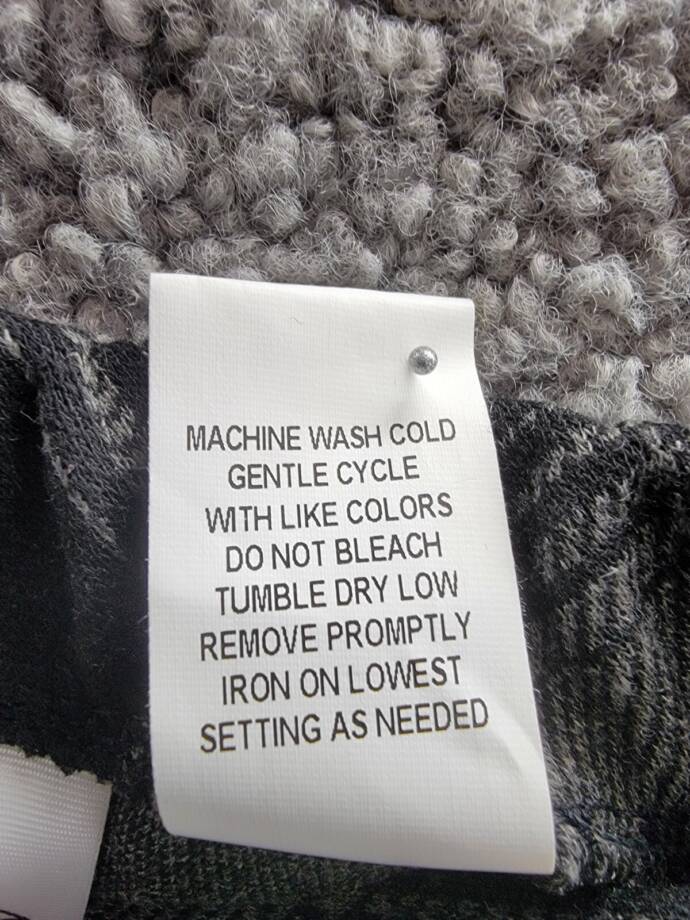 MACHINE WASH COLD
GENTLE CYCLE
WITH LIKE COLORS
DO NOT BLEACH
TUMBLE DRY LOW
REMOVE PROMPTLY
IRON ON LOWEST
SETTING AS NEEDED